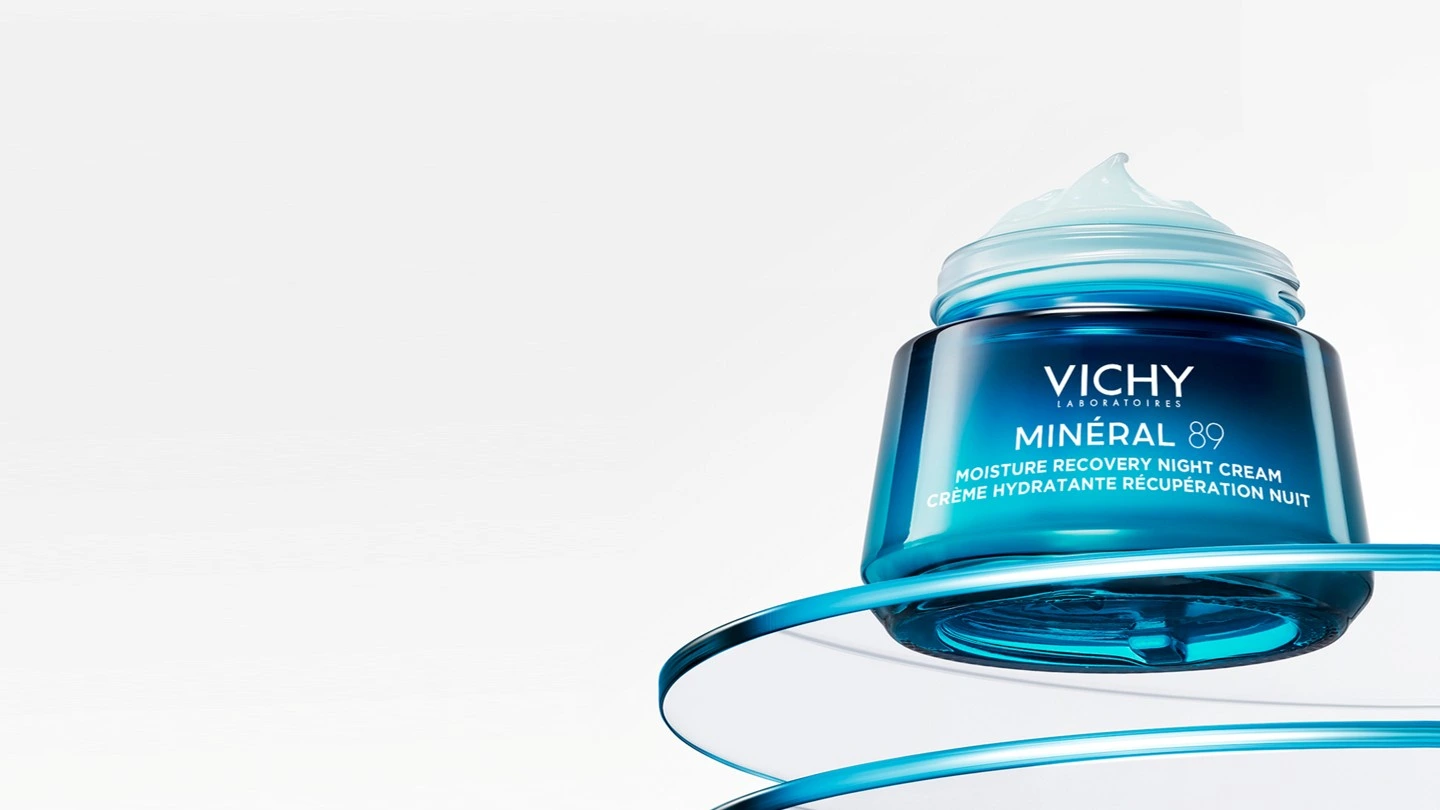 VICHY
LABORATOIRES
MINÉRAL 89
MOISTURE RECOVERY NIGHT CREAM
CRÈME HYDRATANTE RÉCUPÉRATION NUIT